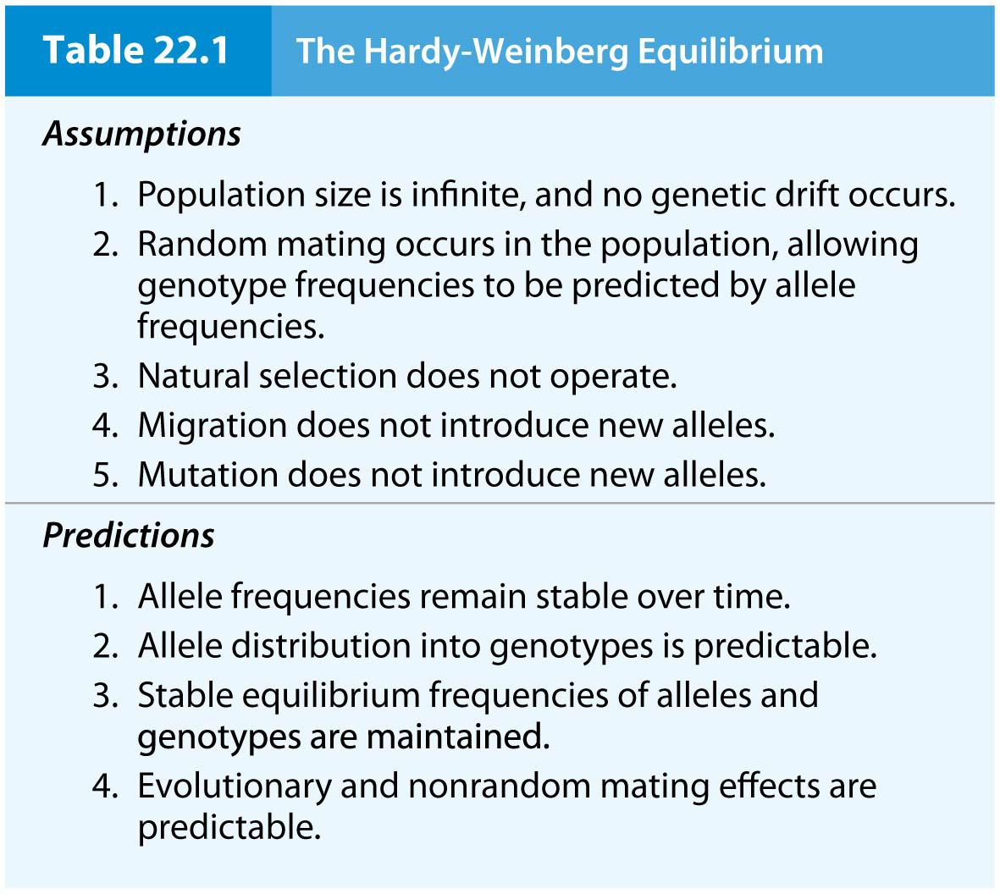 Table 22.1 The Hardy-Weinberg Equilibrium
Assumptions
1. Population size is infinite, and no genetic drift occurs.
2. Random mating occurs in the population, allowing
genotype frequencies to be predicted by allele
frequencies.
3. Natural selection does not operate.
4. Migration does not introduce new alleles.
5. Mutation does not introduce new alleles.
Predictions
1. Allele frequencies remain stable over time.
2. Allele distribution into genotypes is predictable.
3. Stable equilibrium frequencies of alleles and
genotypes are maintained.
4. Evolutionary and nonrandom mating effects are
predictable.